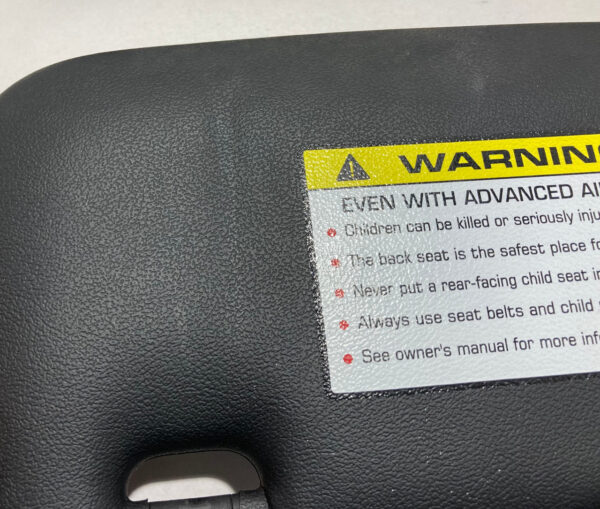 WARNIN
EVEN WITH ADVANCED AI
Children can be killed or seriously inju
The back seat is the safest place fo
Never put a rear-facing child seat in
Always use seat belts and child
See owner's manual for more inf